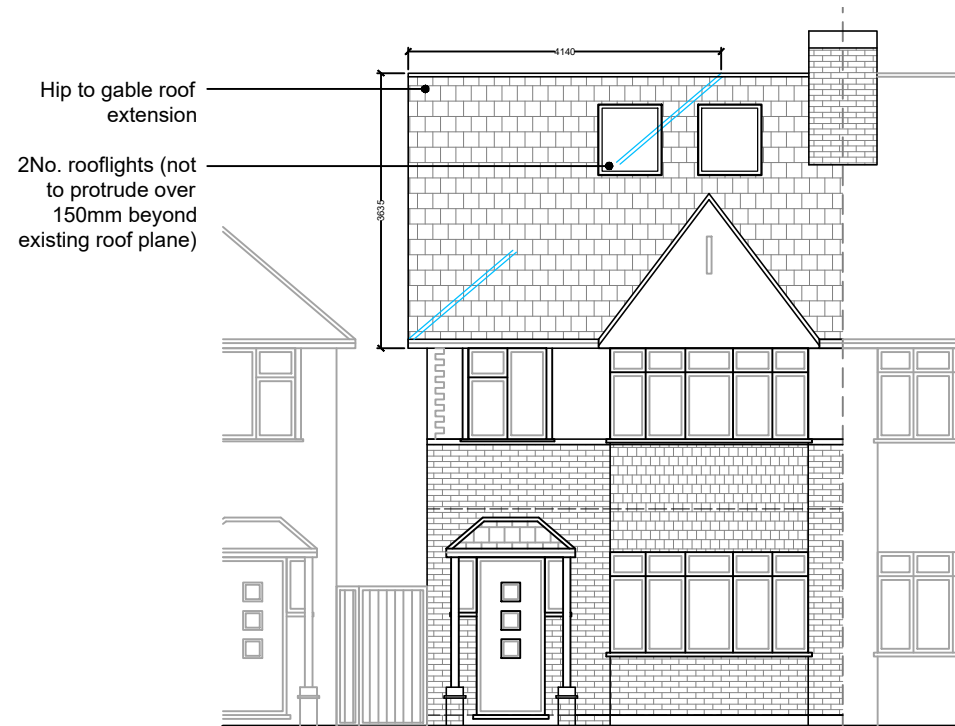 4140
Hip to gable roof
extension
2No. rooflights (not
to protrude over
150mm beyond
existing roof plane)
3635